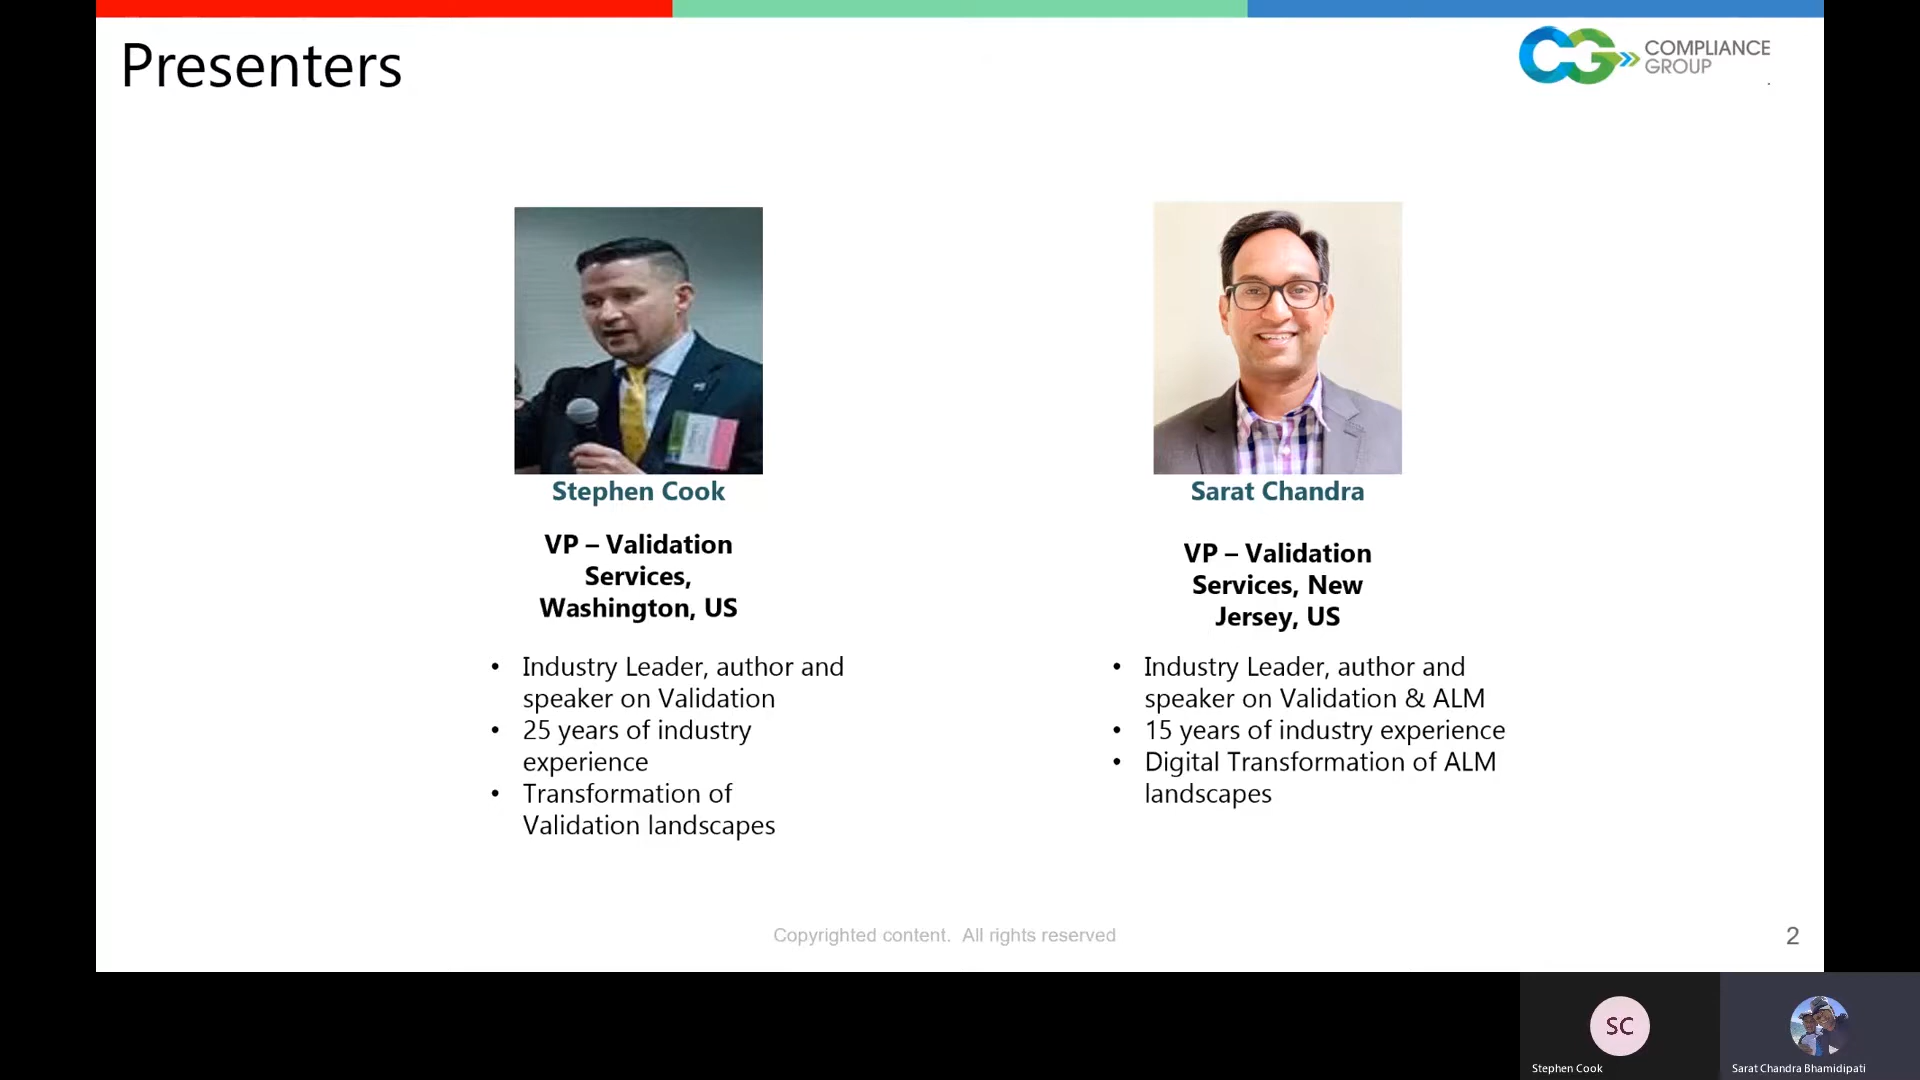 Presenters
CG
COMPLIANCE
GROUP
Stephen Cook
VP – Validation
Services,
Washington, US
• Industry Leader, author and
speaker on Validation
• 25 years of industry
experience
• Transformation of
Validation landscapes
Sarat Chandra
VP – Validation
Services, New
Jersey, US
• Industry Leader, author and
speaker on Validation & ALM
• 15 years of industry experience
• Digital Transformation of ALM
landscapes
Copyrighted content. All rights reserved
2
SC
Stephen Cook
Sarat Chandra Bhamidipati